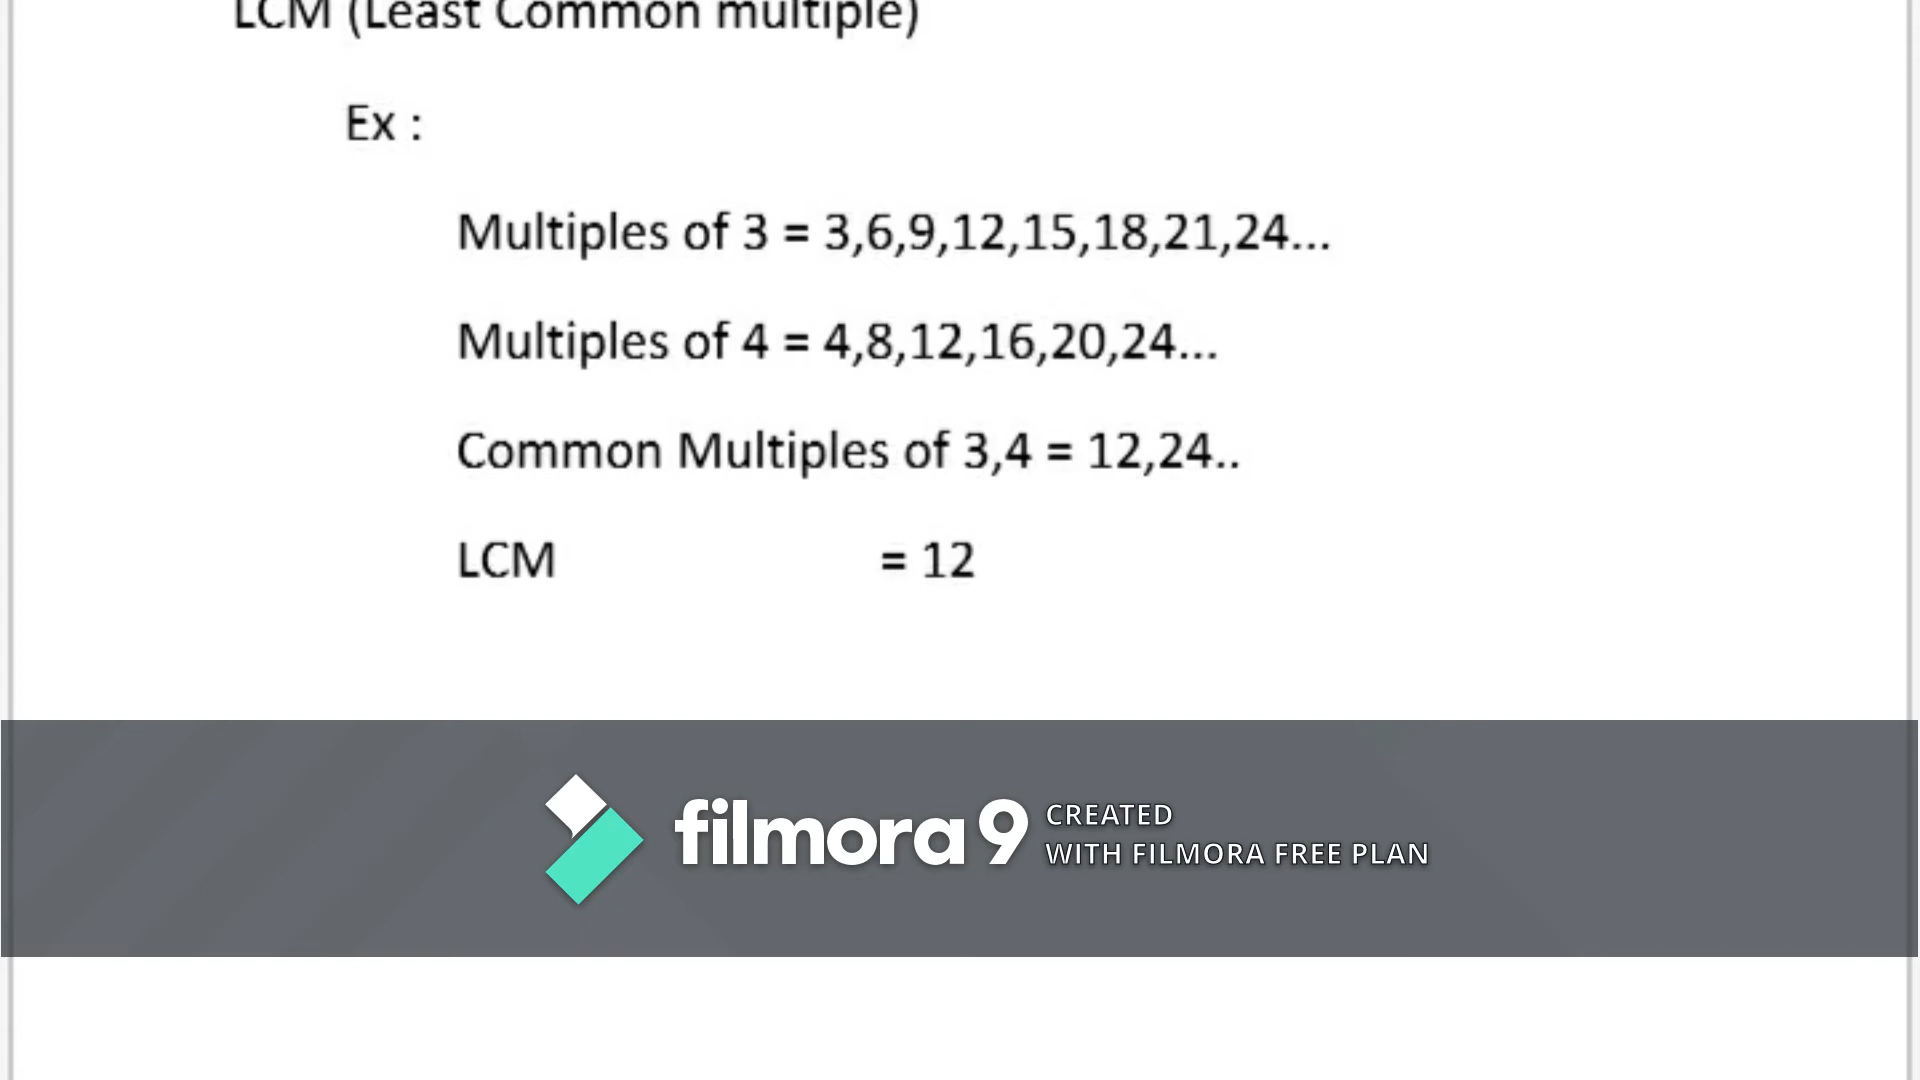 LCM (Least Common multiple)
Ex :
Multiples of 3 = 3,6,9,12,15,18,21,24...
Multiples of 4 = 4,8,12,16,20,24...
Common Multiples of 3,4 = 12,24..
LCM = 12
filmora 9 CREATED
WITH FILMORA FREE PLAN